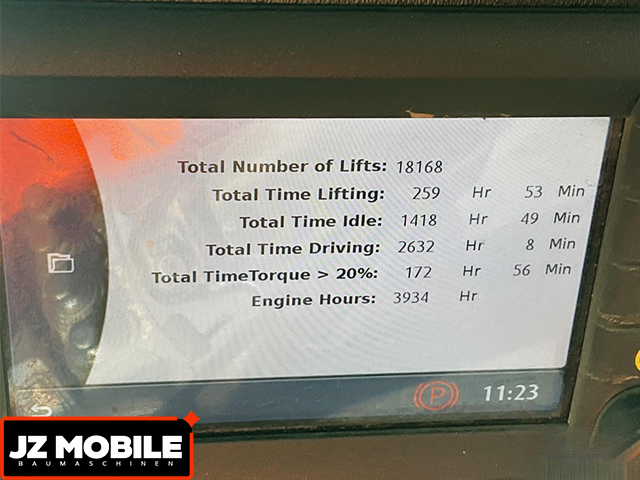 Total Number of Lifts: 18168
Total Time Lifting: 259 Hr 53 Min
Total Time Idle: 1418 Hr 49 Min
Total Time Driving: 2632 Hr 8 Min
Total TimeTorque > 20%: 172 Hr 56 Min
Engine Hours: 3934 Hr
P 11:23
JZ MOBILE
BAUMASCHINEN